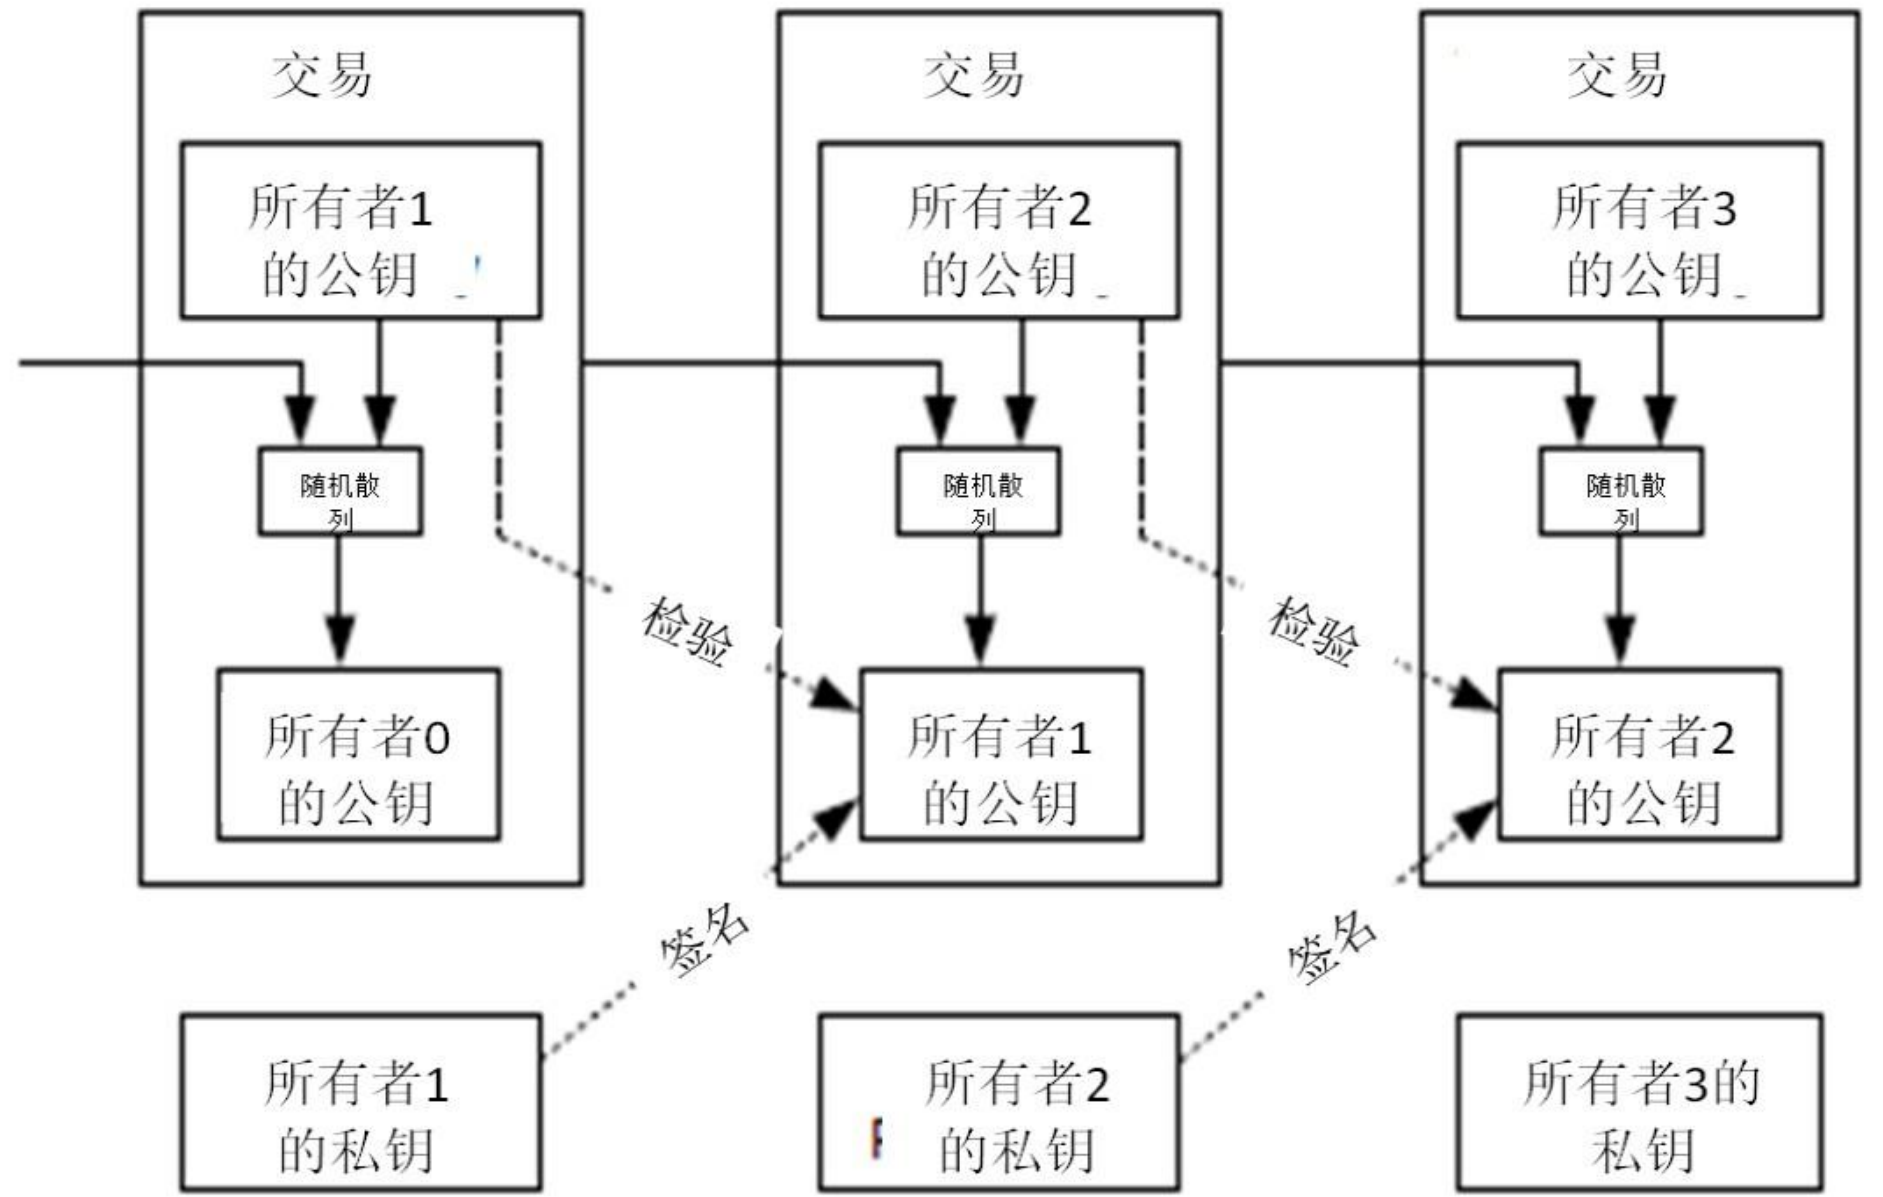 交易
交易
交易
所有者1
的公钥
所有者2
的公钥
所有者3
的公钥
随机散
列
随机散
列
随机散
列
检验
检验
所有者0
的公钥
所有者1
的公钥
所有者2
的公钥
签名
签名
所有者1
的私钥
所有者2
的私钥
所有者3的
私钥